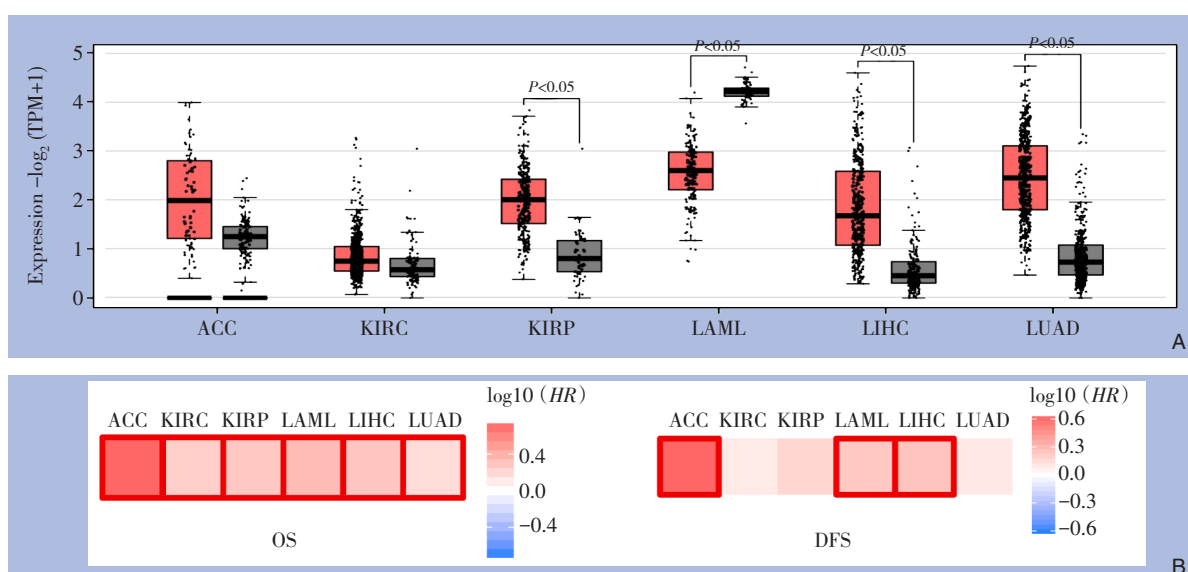 Expression −log₂ (TPM+1)
5
4
3
2
1
0
P<0.05
P<0.05
P<0.05
P<0.05
ACC KIRC KIRP LAML LIHC LUAD
A
ACC KIRC KIRP LAML LIHC LUAD
log10 (HR)
0.4
0.0
−0.4
OS
ACC KIRC KIRP LAML LIHC LUAD
log10 (HR)
0.6
0.3
0.0
−0.3
−0.6
DFS
B